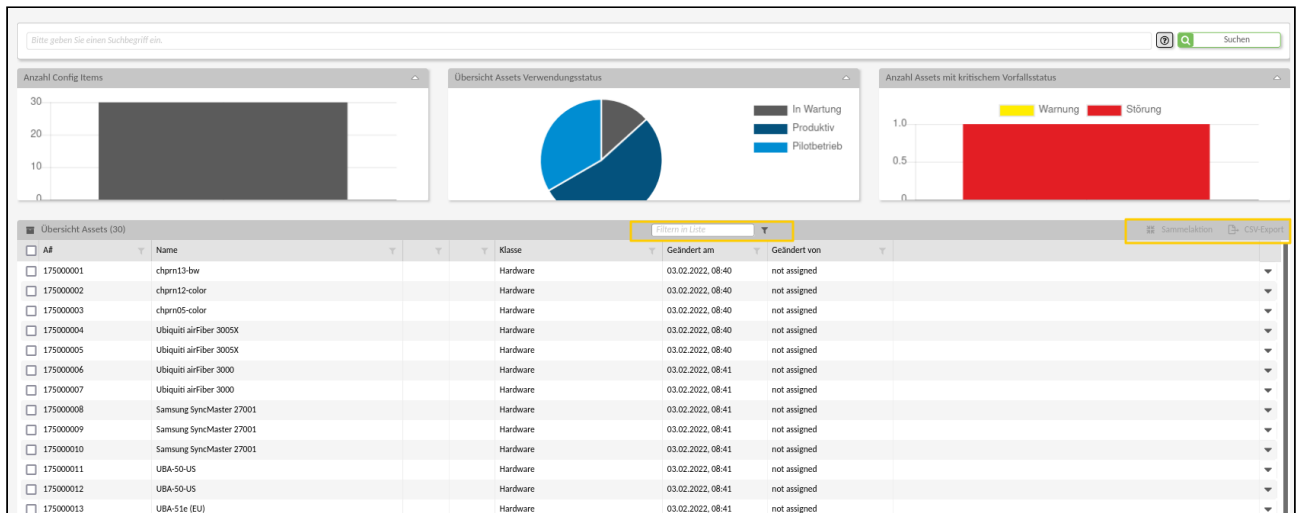 Bitte geben Sie einen Suchbegriff ein.
Suchen
Anzahl Config Items
Übersicht Assets Verwendungsstatus
Anzahl Assets mit kritischem Vorfallsstatus
30
20
10
0
In Wartung
Produktiv
Pilotbetrieb
Warnung Störung
1.0
0.5
0
Übersicht Assets (30) Filtern in Liste Sammelaktion CSV-Export
A# Name Klasse Geändert am Geändert von
175000001 chprn13-bw Hardware 03.02.2022, 08:40 not assigned
175000002 chprn12-color Hardware 03.02.2022, 08:40 not assigned
175000003 chprn05-color Hardware 03.02.2022, 08:40 not assigned
175000004 Ubiquiti airFiber 3005X Hardware 03.02.2022, 08:40 not assigned
175000005 Ubiquiti airFiber 3005X Hardware 03.02.2022, 08:40 not assigned
175000006 Ubiquiti airFiber 3000 Hardware 03.02.2022, 08:41 not assigned
175000007 Ubiquiti airFiber 3000 Hardware 03.02.2022, 08:41 not assigned
175000008 Samsung SyncMaster 27001 Hardware 03.02.2022, 08:41 not assigned
175000009 Samsung SyncMaster 27001 Hardware 03.02.2022, 08:41 not assigned
175000010 Samsung SyncMaster 27001 Hardware 03.02.2022, 08:41 not assigned
175000011 UBA-50-US Hardware 03.02.2022, 08:41 not assigned
175000012 UBA-50-US Hardware 03.02.2022, 08:41 not assigned
175000013 UBA-51e (EU) Hardware 03.02.2022, 08:41 not assigned